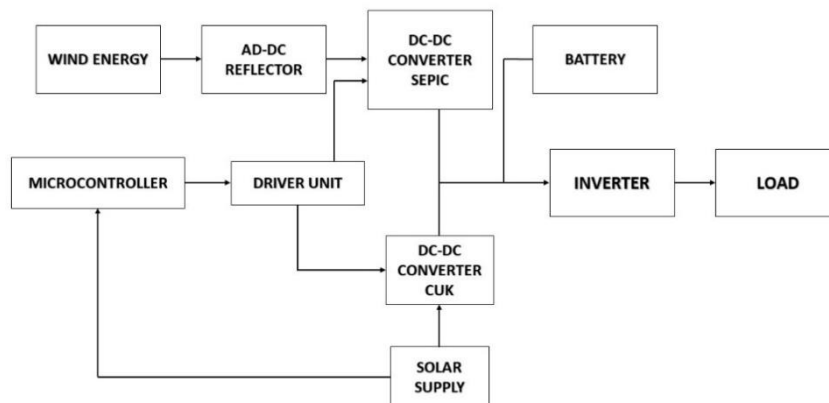 WIND ENERGY
AD-DC
REFLECTOR
DC-DC
CONVERTER
SEPIC
BATTERY
MICROCONTROLLER
DRIVER UNIT
INVERTER
LOAD
DC-DC
CONVERTER
CUK
SOLAR
SUPPLY